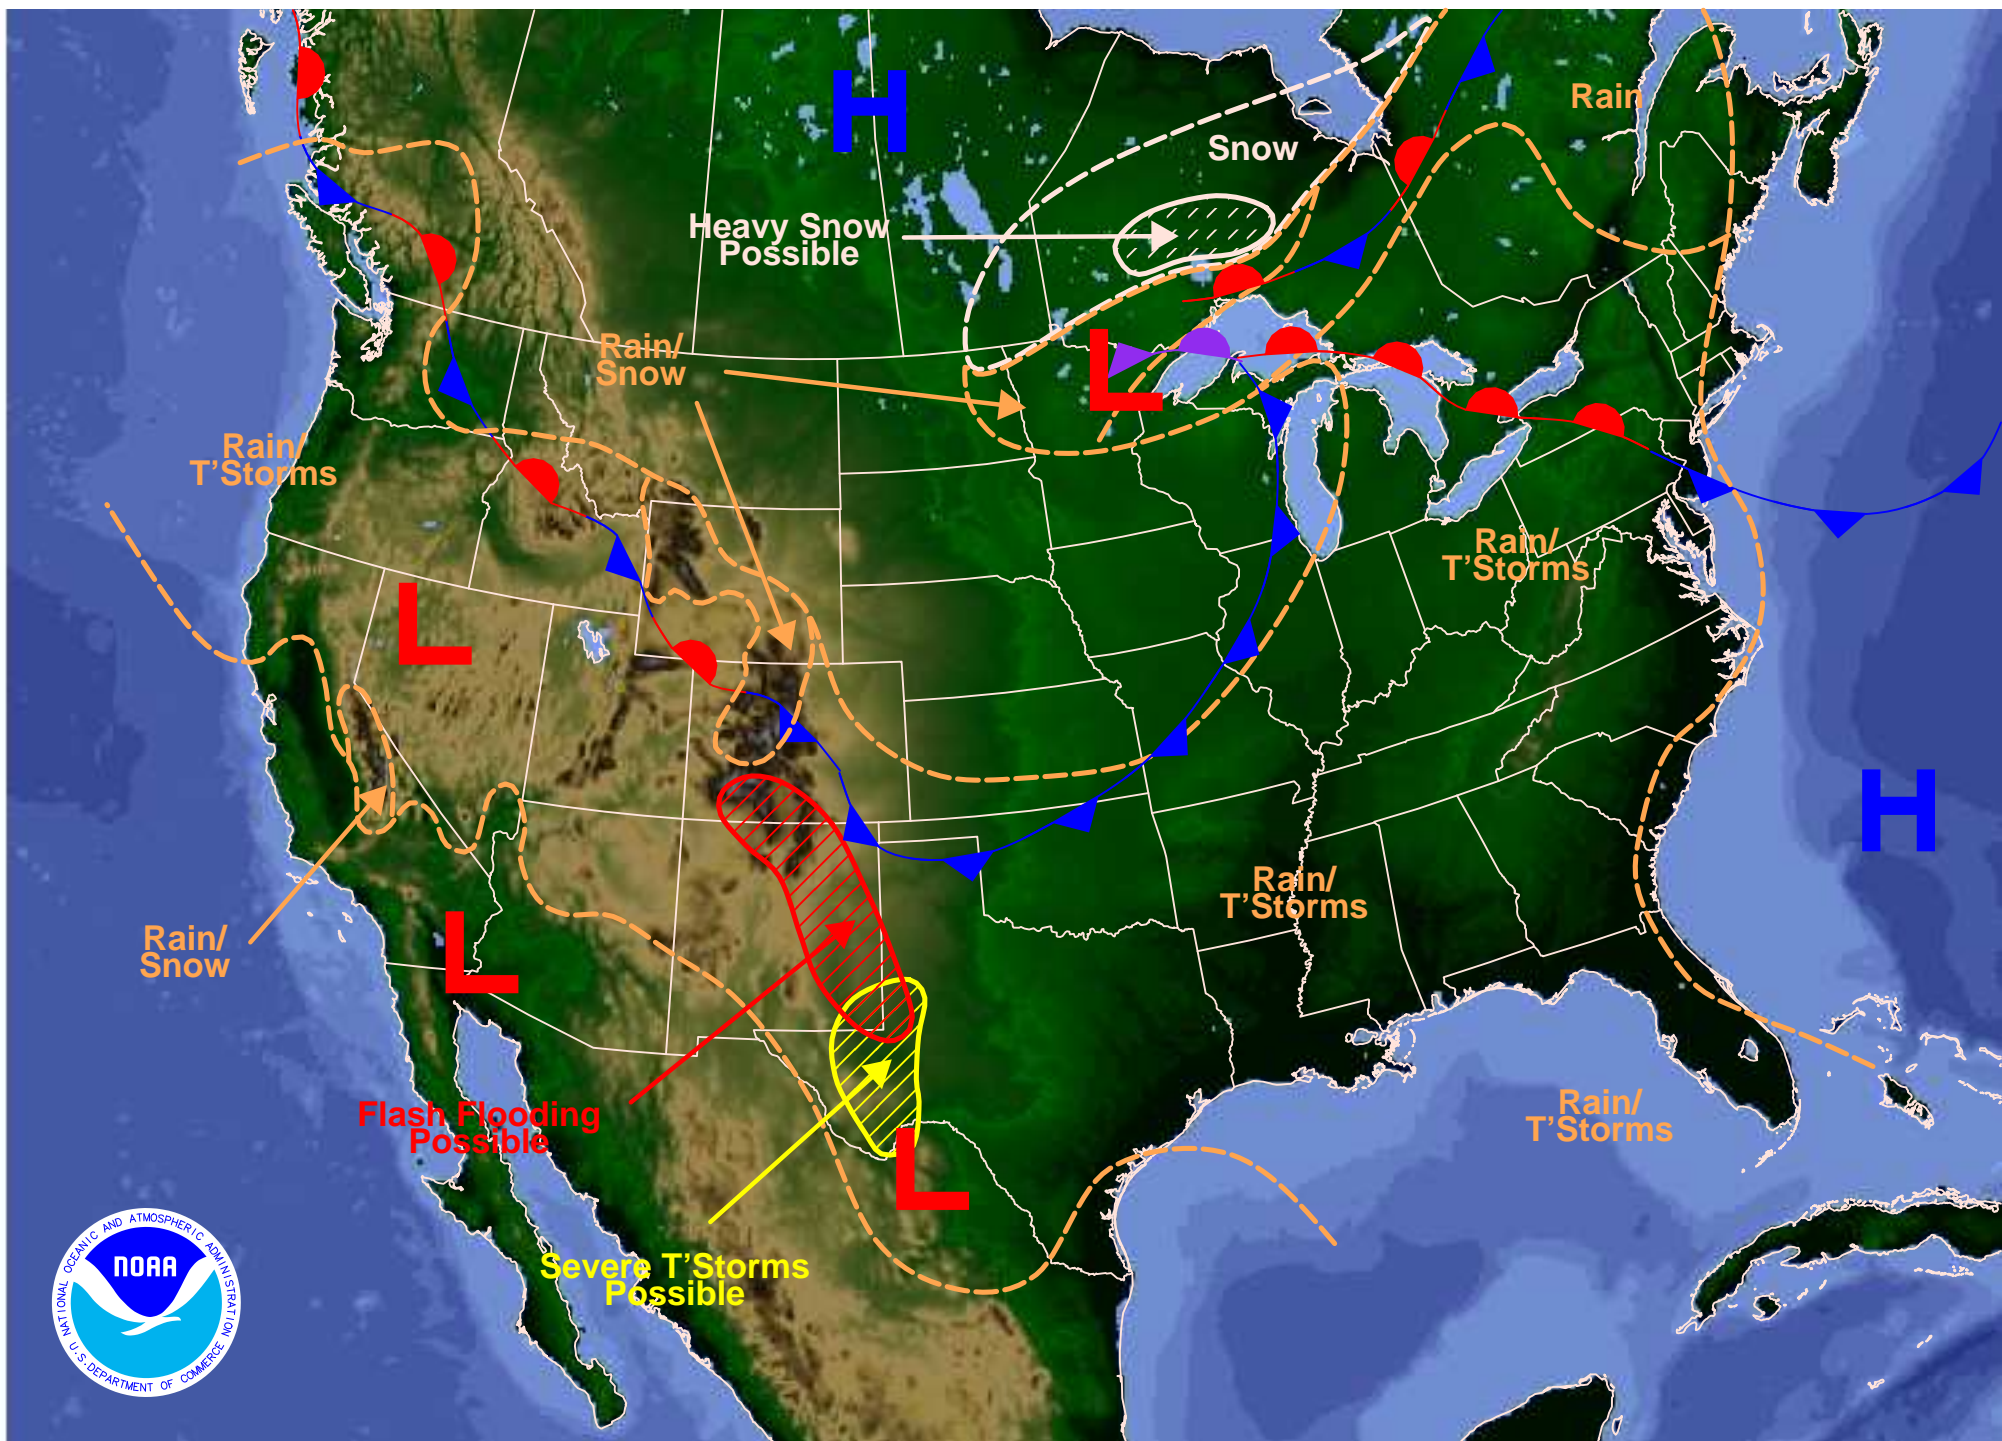 H
Rain
Snow
Heavy Snow
Possible
Rain/
Snow
L
Rain/
T'Storms
Rain/
T'Storms
L
H
Rain/
T'Storms
Rain/
Snow
L
Flash Flooding
Possible
Rain/
T'Storms
L
Severe T'Storms
Possible
NATIONAL OCEANIC AND ATMOSPHERIC ADMINISTRATION
NOAA
U.S. DEPARTMENT OF COMMERCE